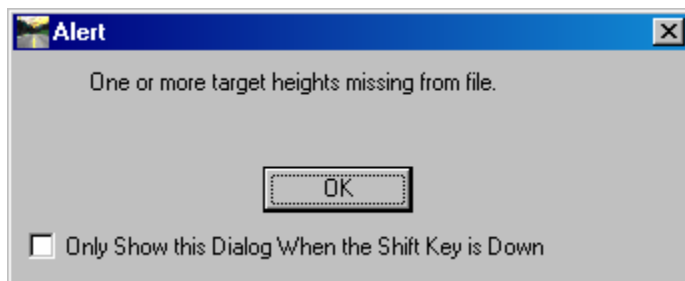 Alert
One or more target heights missing from file.
OK
Only Show this Dialog When the Shift Key is Down